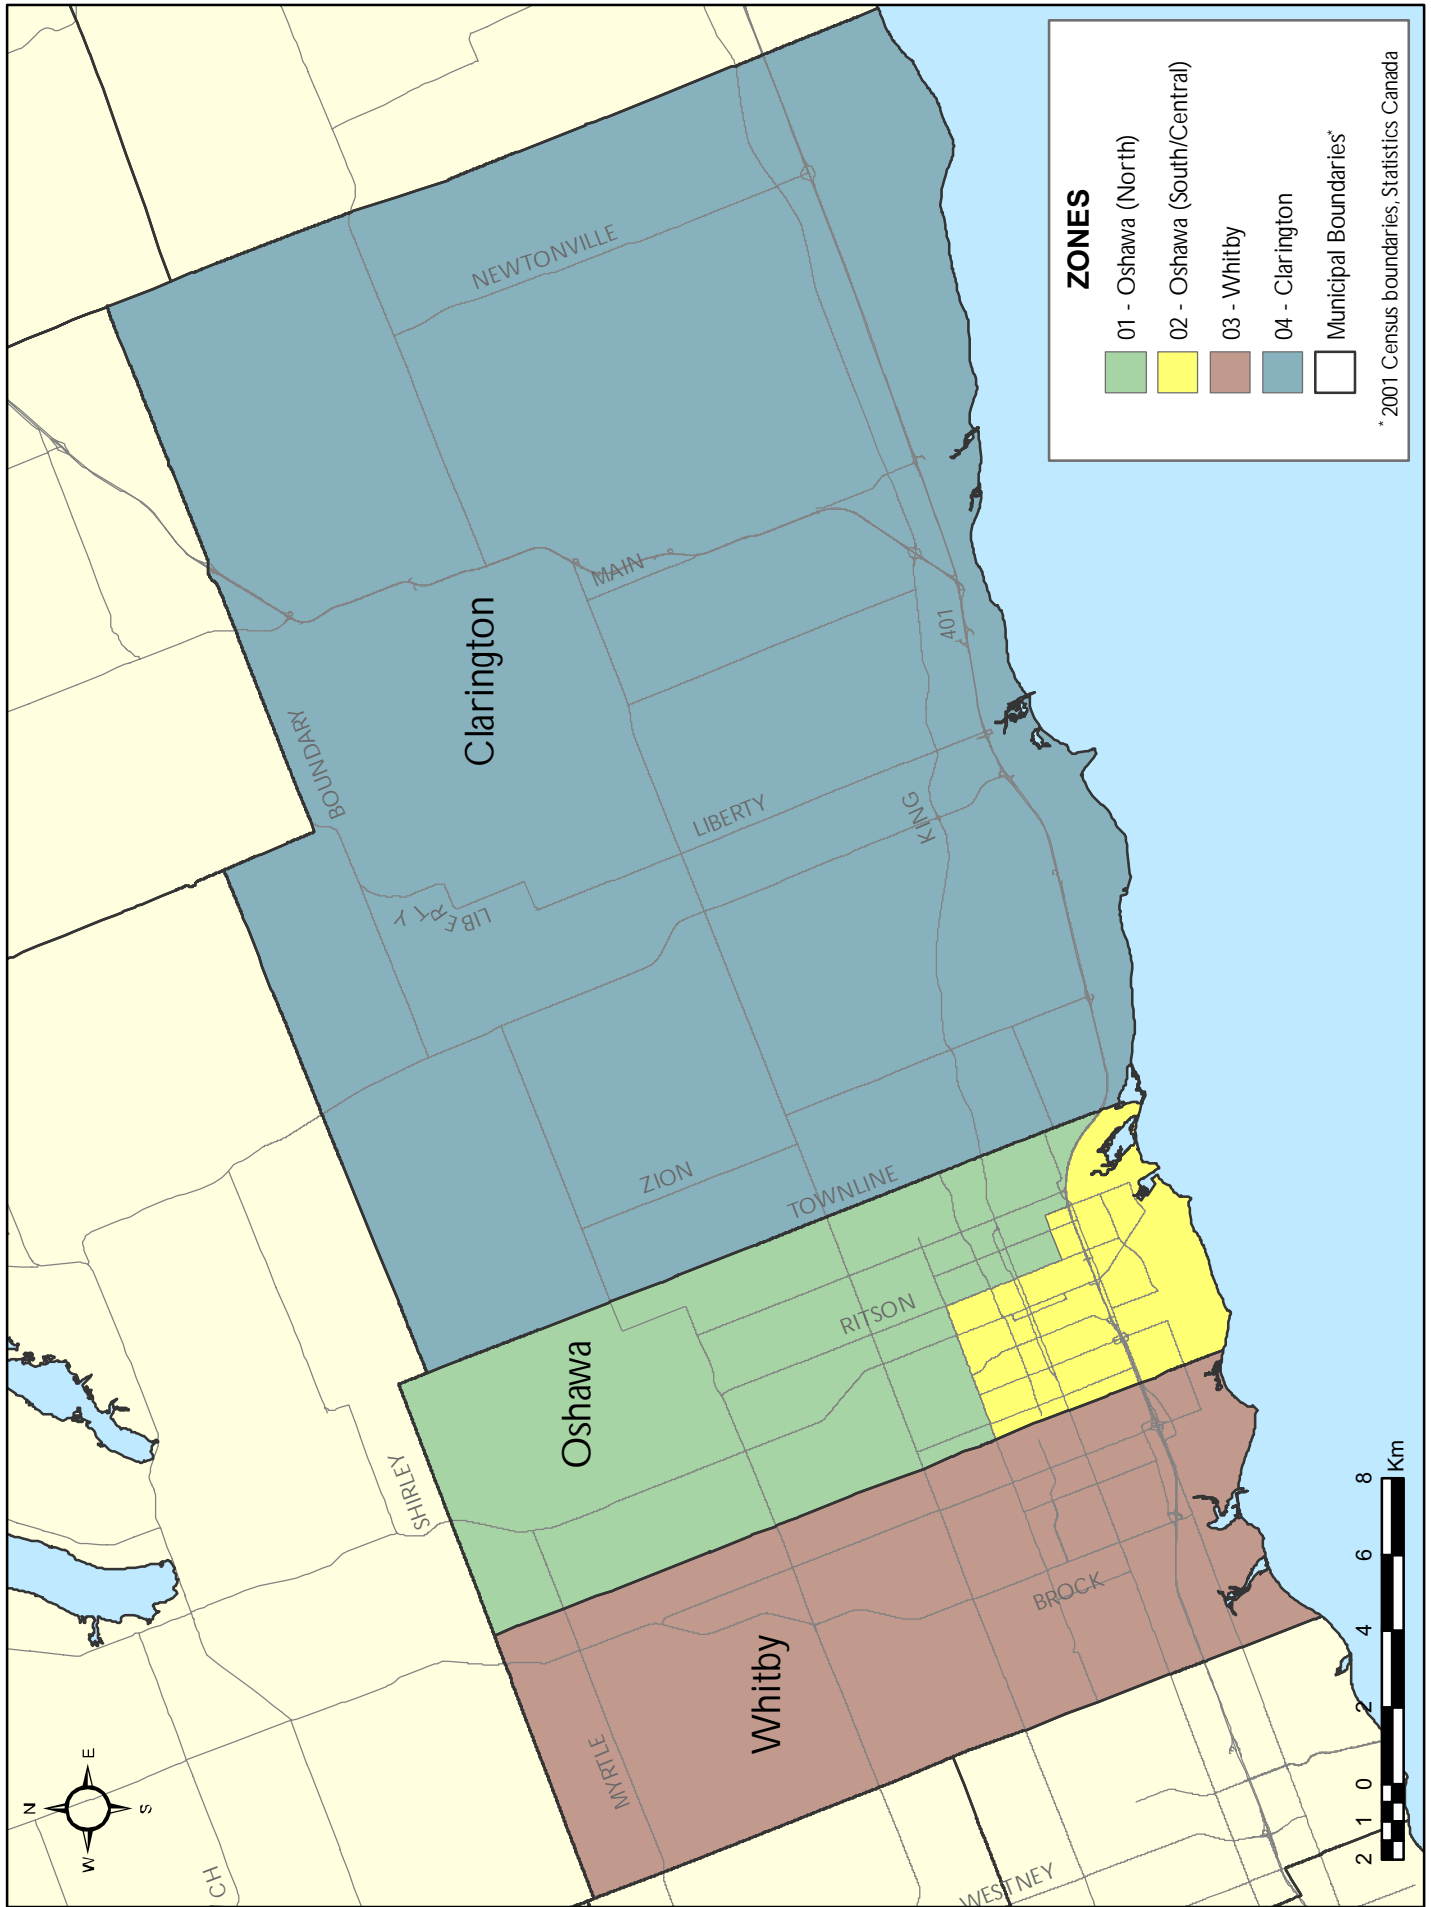 N
W
E
S
CH
SHIRLEY
BOUNDARY
NEWTONVILLE
MYRTLE
Oshawa
Clarington
LIBERTY
ZION
MAIN
Whitby
TOWNLINE
LIBERTY
RITSON
KING
401
BROCK
WESTNEY
ZONES
01 - Oshawa (North)
02 - Oshawa (South/Central)
03 - Whitby
04 - Clarington
Municipal Boundaries*
* 2001 Census boundaries, Statistics Canada
2 1 0 2 4 6 8
Km